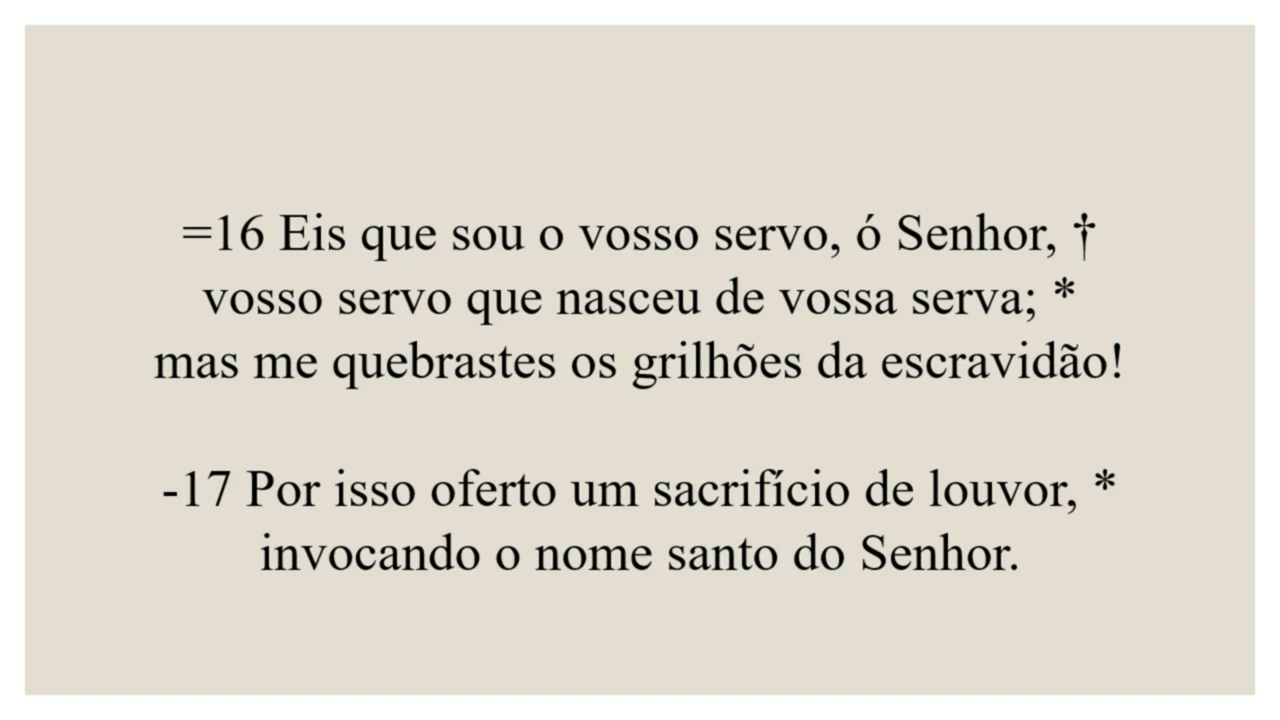 =16 Eis que sou o vosso servo, ó Senhor, †
vosso servo que nasceu de vossa serva; *
mas me quebrastes os grilhões da escravidão!
-17 Por isso oferto um sacrifício de louvor, *
invocando o nome santo do Senhor.